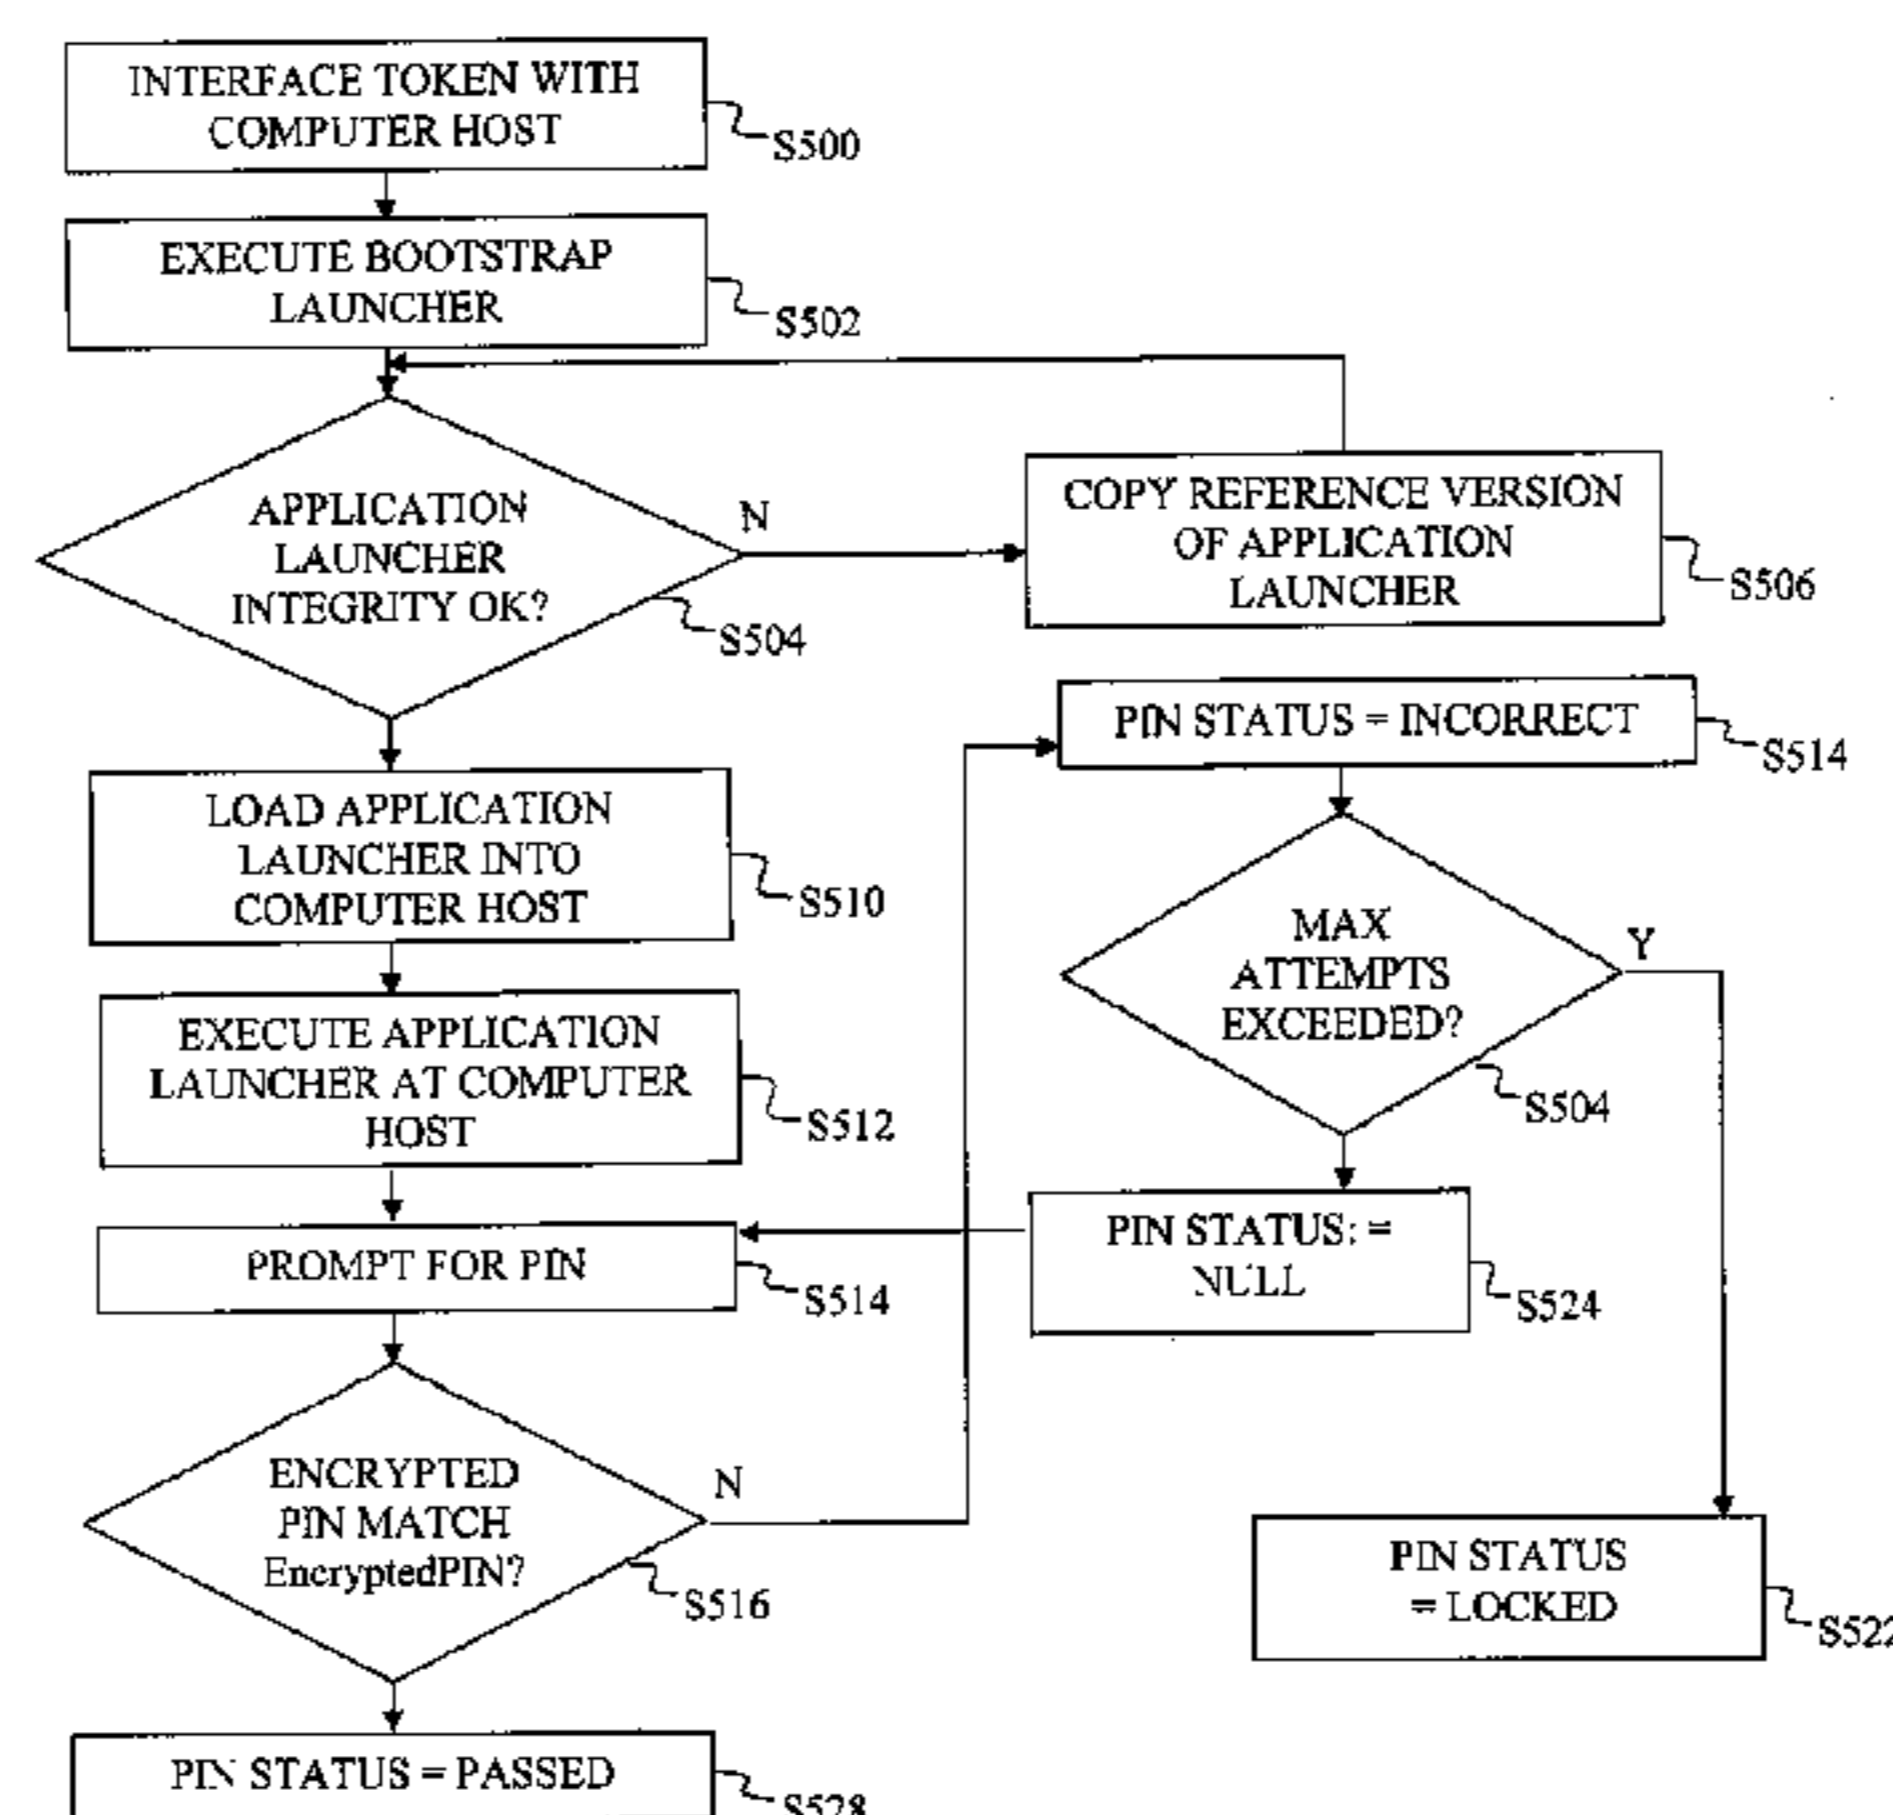 INTERFACE TOKEN WITH
COMPUTER HOST
S500
EXECUTE BOOTSTRAP
LAUNCHER
S502
APPLICATION
LAUNCHER
INTEGRITY OK?
N
S504
COPY REFERENCE VERSION
OF APPLICATION
LAUNCHER
S506
LOAD APPLICATION
LAUNCHER INTO
COMPUTER HOST
S510
EXECUTE APPLICATION
LAUNCHER AT COMPUTER
HOST
S512
PROMPT FOR PIN
S514
ENCRYPTED
PIN MATCH
EncryptedPIN?
N
S516
PIN STATUS = INCORRECT
S514
MAX
ATTEMPTS
EXCEEDED?
Y
S504
PIN STATUS: =
NULL
S524
PIN STATUS
= LOCKED
S522
PIN STATUS = PASSED
S528